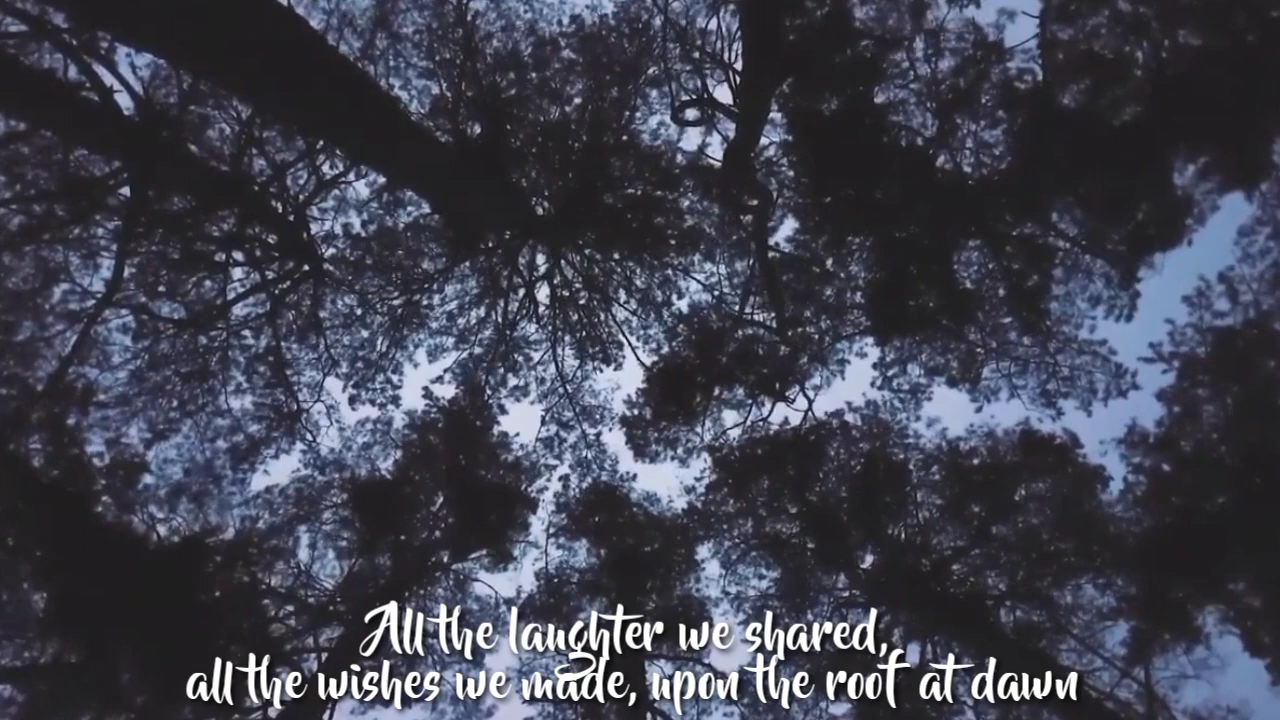 All the laughter we shared,
all the wishes we made, upon the roof at dawn